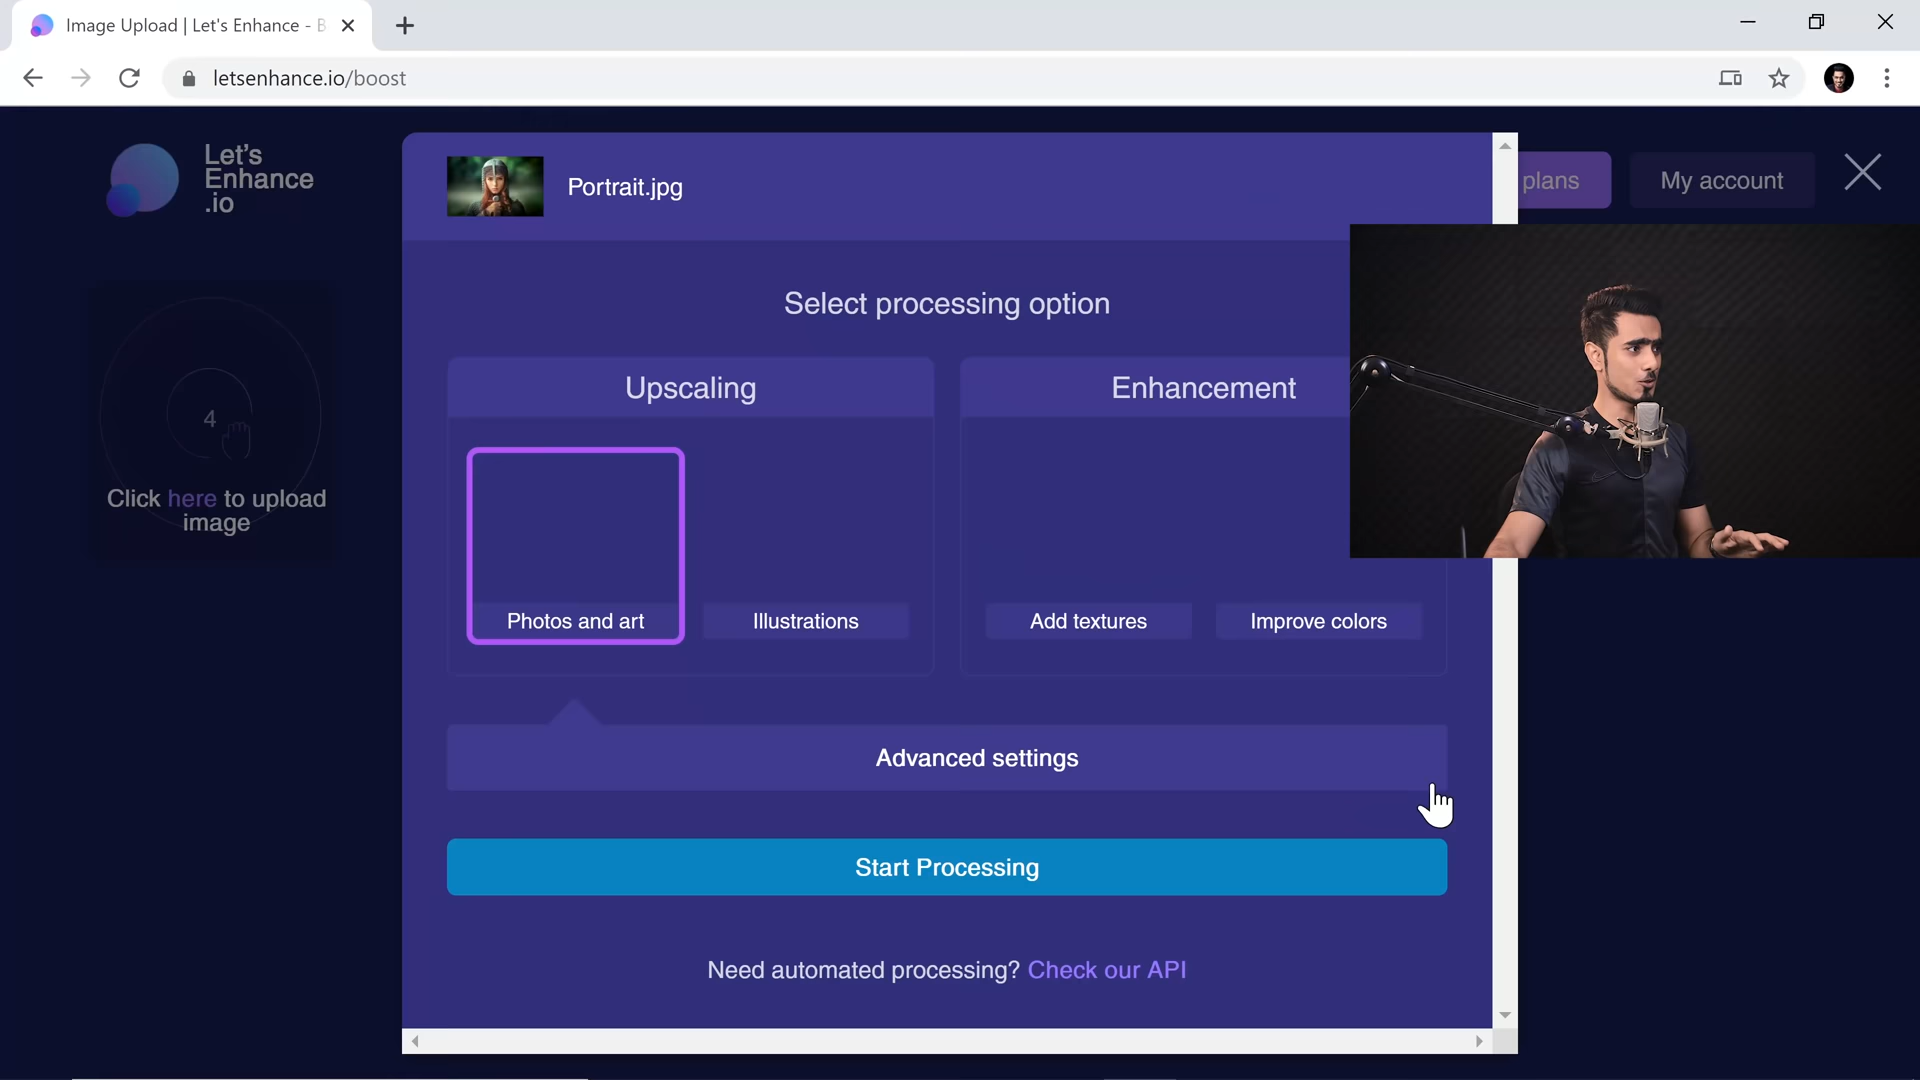 Image Upload | Let's Enhance - B
letsenhance.io/boost
Let's
Enhance
.io
Portrait.jpg
plans
My account
Select processing option
Upscaling
Enhancement
4
Click here to upload
image
Photos and art
Illustrations
Add textures
Improve colors
Advanced settings
Start Processing
Need automated processing? Check our API